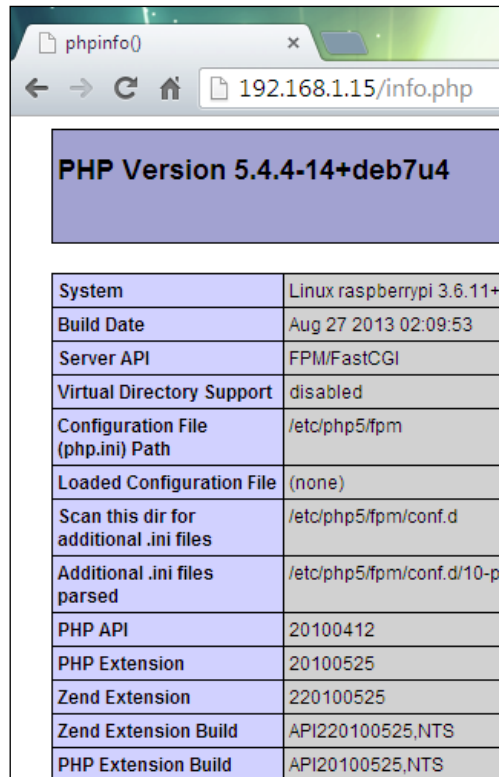 phpinfo()
192.168.1.15/info.php
PHP Version 5.4.4-14+deb7u4
System Linux raspberrypi 3.6.11+
Build Date Aug 27 2013 02:09:53
Server API FPM/FastCGI
Virtual Directory Support disabled
Configuration File /etc/php5/fpm
(php.ini) Path
Loaded Configuration File (none)
Scan this dir for /etc/php5/fpm/conf.d
additional .ini files
Additional .ini files /etc/php5/fpm/conf.d/10-p
parsed
PHP API 20100412
PHP Extension 20100525
Zend Extension 220100525
Zend Extension Build API220100525,NTS
PHP Extension Build API20100525,NTS